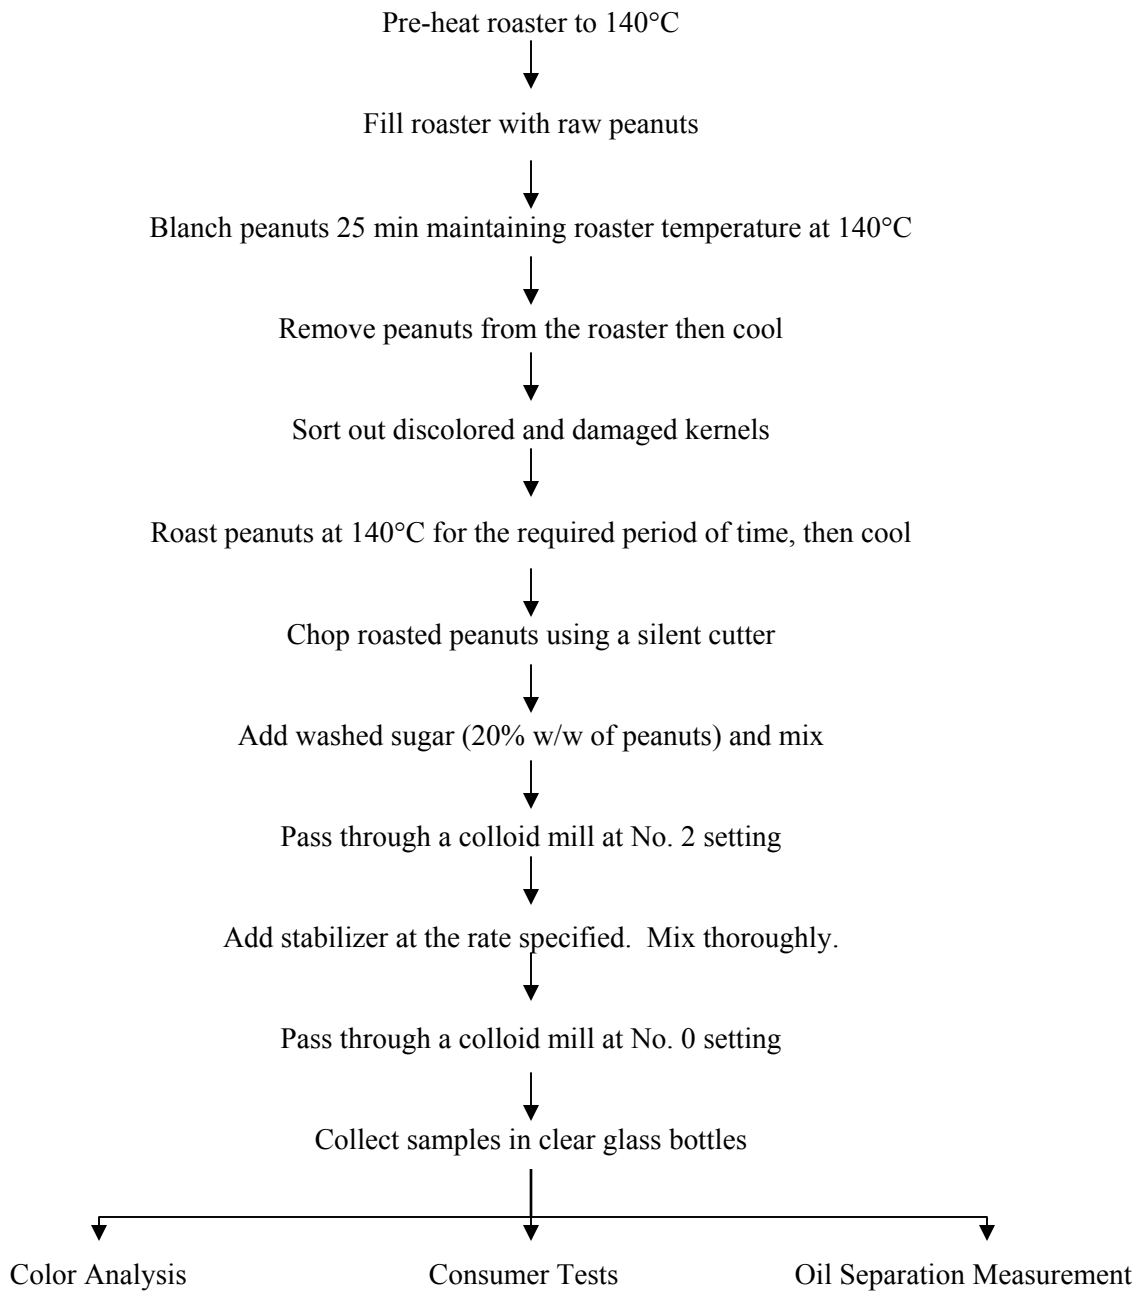 Pre-heat roaster to 140°C
Fill roaster with raw peanuts
Blanch peanuts 25 min maintaining roaster temperature at 140°C
Remove peanuts from the roaster then cool
Sort out discolored and damaged kernels
Roast peanuts at 140°C for the required period of time, then cool
Chop roasted peanuts using a silent cutter
Add washed sugar (20% w/w of peanuts) and mix
Pass through a colloid mill at No. 2 setting
Add stabilizer at the rate specified.  Mix thoroughly.
Pass through a colloid mill at No. 0 setting
Collect samples in clear glass bottles
Color Analysis
Consumer Tests
Oil Separation Measurement